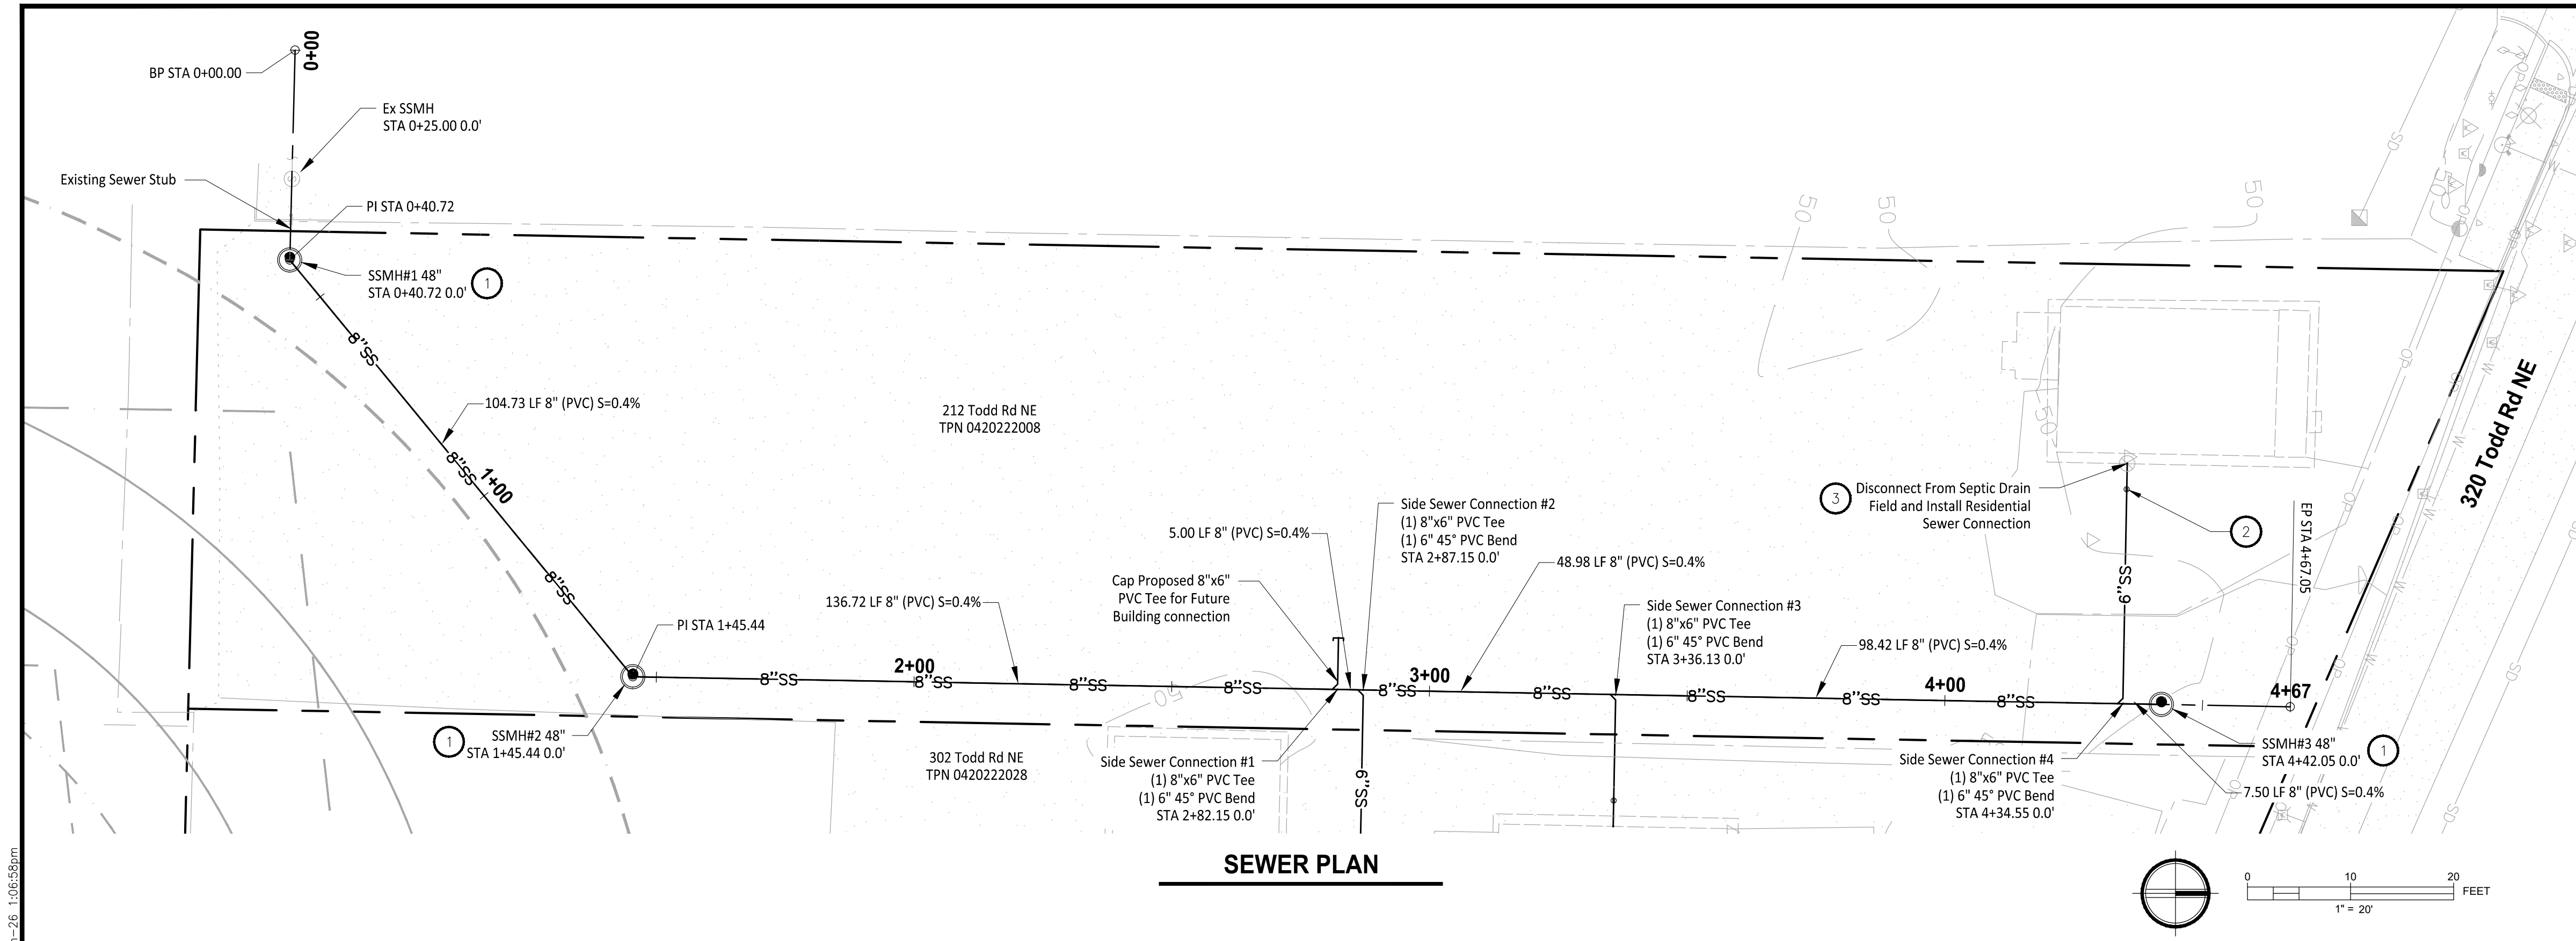 0+00
BP STA 0+00.00
Ex SSMH
STA 0+25.00 0.0'
S
Existing Sewer Stub
PI STA 0+40.72
SSMH#1 48"
STA 0+40.72 0.0'
1
8"SS
104.73 LF 8" (PVC) S=0.4%
8"SS
1+00
8"SS
212 Todd Rd NE
TPN 0420222008
PI STA 1+45.44
SSMH#2 48"
STA 1+45.44 0.0'
1
136.72 LF 8" (PVC) S=0.4%
8"SS
2+00
8"SS
8"SS
8"SS
50
302 Todd Rd NE
TPN 0420222028
5.00 LF 8" (PVC) S=0.4%
Cap Proposed 8"x6"
PVC Tee for Future
Building connection
Side Sewer Connection #1
(1) 8"x6" PVC Tee
(1) 6" 45° PVC Bend
STA 2+82.15 0.0'
Side Sewer Connection #2
(1) 8"x6" PVC Tee
(1) 6" 45° PVC Bend
STA 2+87.15 0.0'
6"SS
8"SS
3+00
48.98 LF 8" (PVC) S=0.4%
8"SS
Side Sewer Connection #3
(1) 8"x6" PVC Tee
(1) 6" 45° PVC Bend
STA 3+36.13 0.0'
8"SS
98.42 LF 8" (PVC) S=0.4%
8"SS
4+00
8"SS
50
50
50
50
50
3
Disconnect From Septic Drain
Field and Install Residential
Sewer Connection
2
6"SS
EP STA 4+67.05
4+67
Side Sewer Connection #4
(1) 8"x6" PVC Tee
(1) 6" 45° PVC Bend
STA 4+34.55 0.0'
SSMH#3 48"
STA 4+42.05 0.0'
1
7.50 LF 8" (PVC) S=0.4%
320 Todd Rd NE
SD
SD
SD
OP
OP
OP
OP
OP
OP
W
W
W
W
SEWER PLAN
0 10 20
FEET
1" = 20'
-26 1:06:58pm